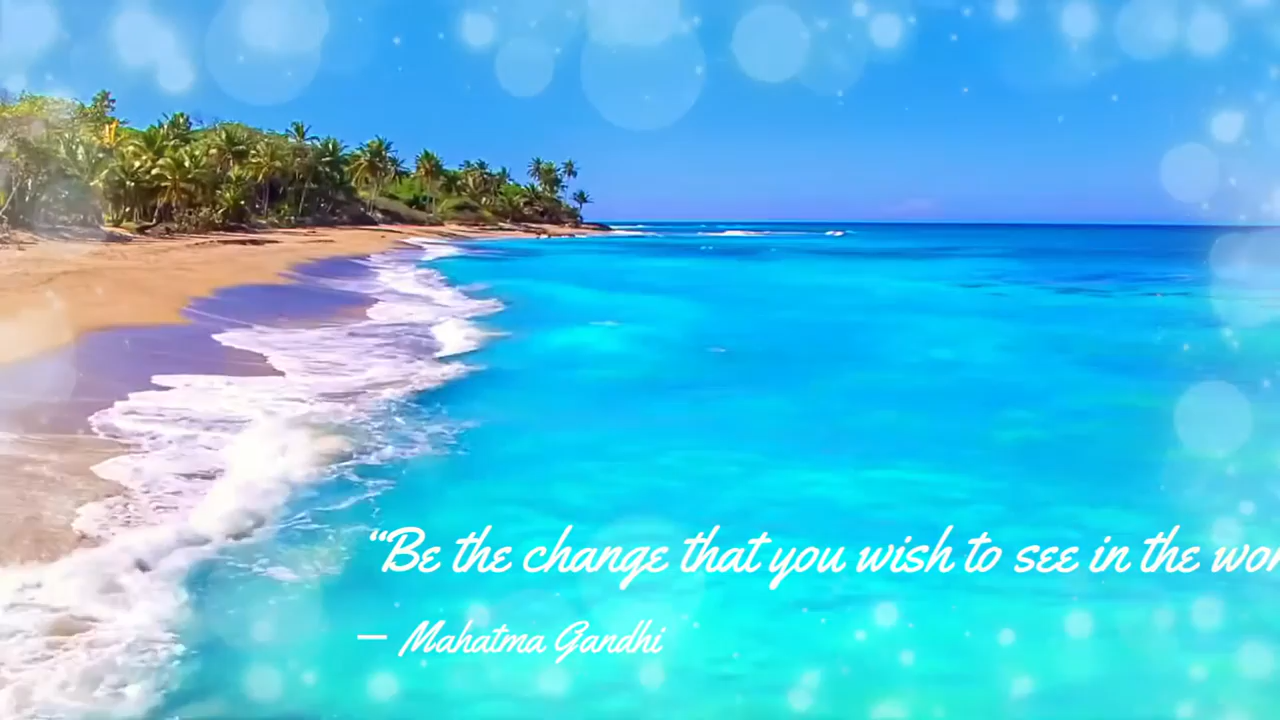 “Be the change that you wish to see in the wor
— Mahatma Gandhi